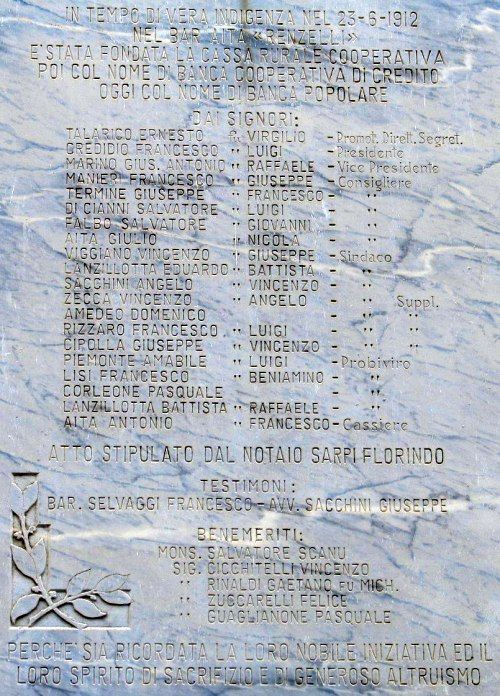 IN TEMPO DI VERA INDIGENZA NEL 23-6-1912
NEL BAR AITA «RENZELLI»
E'STATA FONDATA LA CASSA RURALE COOPERATIVA
POI COL NOME DI BANCA COOPERATIVA DI CREDITO
OGGI COL NOME DI BANCA POPOLARE
DAI SIGNORI:
TALARICO ERNESTO VIRGILIO - Promot. Dirett. Segret.
CREDIDIO FRANCESCO " LUIGI - Presidente
MARINO GIUS. ANTONIO " RAFFAELE - Vice Presidente
MANIERI FRANCESCO " GIUSEPPE - Consigliere
TERMINE GIUSEPPE " FRANCESCO - "
DI CIANNI SALVATORE " LUIGI - "
FALBO SALVATORE " GIOVANNI - "
AITA GIULIO " NICOLA - "
VIGGIANO VINCENZO " GIUSEPPE - Sindaco
LANZILLOTTA EDUARDO " BATTISTA - "
SACCHINI ANGELO " VINCENZO - "
ZECCA VINCENZO " ANGELO - " Suppl.
AMEDEO DOMENICO - " "
RIZZARO FRANCESCO " LUIGI - " "
CIPOLLA GIUSEPPE " VINCENZO - " "
PIEMONTE AMABILE " LUIGI - Probiviro
LISI FRANCESCO " BENIAMINO - "
CORLEONE PASQUALE " - "
LANZILLOTTA BATTISTA " RAFFAELE - "
AITA ANTONIO " FRANCESCO - Cassiere
ATTO STIPULATO DAL NOTAIO SARPI FLORINDO
TESTIMONI:
BAR. SELVAGGI FRANCESCO - AVV. SACCHINI GIUSEPPE
BENEMERITI:
MONS. SALVATORE SCANU
SIG. CICCHITELLI VINCENZO
" RINALDI GAETANO FU MICH.
" ZUCCARELLI FELICE
" GUAGLIANONE PASQUALE
PERCHE' SIA RICORDATA LA LORO NOBILE INIZIATIVA ED IL
LORO SPIRITO DI SACRIFIZIO E DI GENEROSO ALTRUISMO